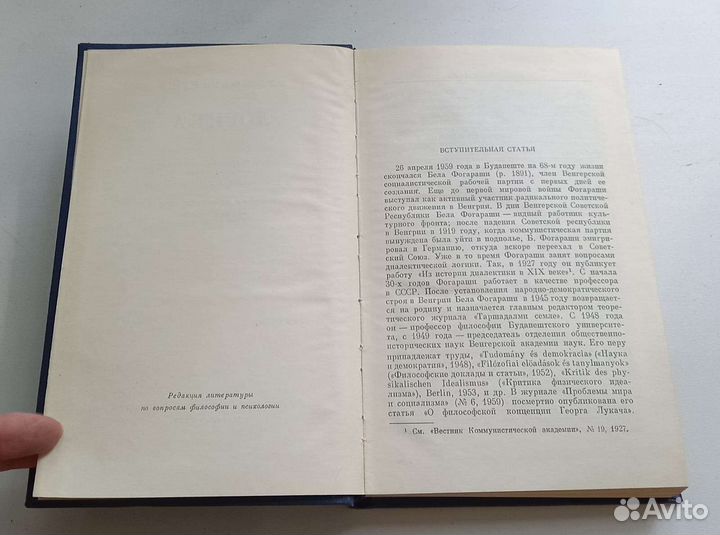 Редакция литературы
по вопросам философии и психологии
ВСТУПИТЕЛЬНАЯ СТАТЬЯ
26 апреля 1959 года в Будапеште на 68-м году жизни
скончался Бела Фогараши (р. 1891), член Венгерской
социалистической рабочей партии с первых дней ее
создания. Еще до первой мировой войны Фогараши
выступал как активный участник радикального политиче-
ского движения в Венгрии. В дни Венгерской Советской
Республики Бела Фогараши — видный работник куль-
турного фронта; после падения Советской республики
в Венгрии в 1919 году, когда коммунистическая партия
вынуждена была уйти в подполье, Б. Фогараши эмигри-
ровал в Германию, откуда вскоре переехал в Совет-
ский Союз. Уже в то время Фогараши занят вопросами
диалектической логики. Так, в 1927 году он публикует
работу «Из истории диалектики в XIX веке»¹. С начала
30-х годов Фогараши работает в качестве профессора
в СССР. После установления народно-демократического
строя в Венгрии Бела Фогараши в 1945 году возвращает-
ся на родину и назначается главным редактором теоре-
тического журнала «Таршадалми семле». С 1948 года
он — профессор философии Будапештского университе-
та, с 1949 года — председатель отделения общественно-
исторических наук Венгерской академии наук. Его перу
принадлежат труды, «Tudomány és demokracia» («Наука
и демократия», 1948), «Filózofiai elöadások és tanylmanyok»
(«Философские доклады и статьи», 1952), «Kritik des phy-
sikalischen Idealismus» («Критика физического идеа-
лизма»), Berlin, 1953, и др. В журнале «Проблемы мира
и социализма» (№ 6, 1959) посмертно опубликована его
статья «О философской концепции Георга Лукача».
¹ См. «Вестник Коммунистической академии», № 19, 1927.
Avito